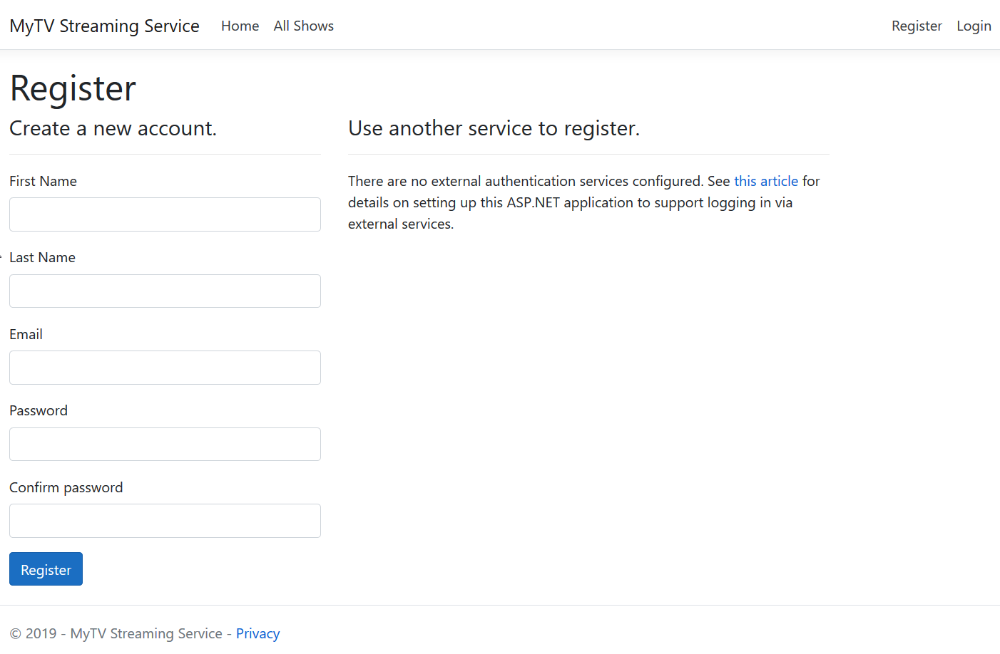 MyTV Streaming Service Home All Shows Register Login
Register
Create a new account.
First Name
Last Name
Email
Password
Confirm password
Register
Use another service to register.
There are no external authentication services configured. See this article for
details on setting up this ASP.NET application to support logging in via
external services.
© 2019 - MyTV Streaming Service - Privacy